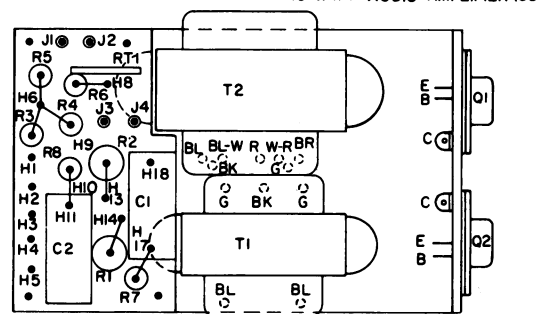 AUDIO AMPLIFIER
J1 J2
R5 RT1
R6 H8
H6
R4 J3 J4
R3
T2
E
B
Q1
H9 R2
R8
H1
C
BL BL-W R W-R BR
BK G
H18
H10 H
13
C1
H2
H11
H14
G BK G
C
H3
H4
C2
H
17
T1
E
B
Q2
R1
H5
R7
BL BL